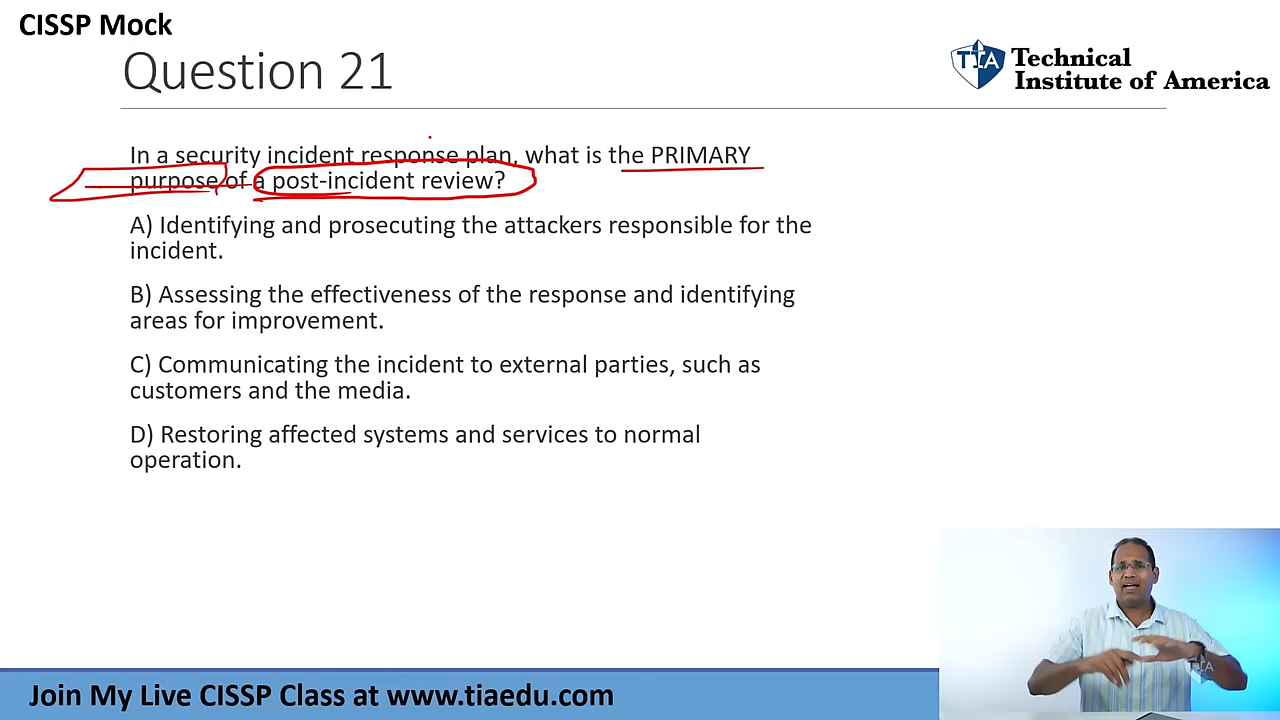 CISSP Mock
Question 21
Technical
Institute of America
TIA
In a security incident response plan, what is the PRIMARY
purpose of a post-incident review?
A) Identifying and prosecuting the attackers responsible for the
incident.
B) Assessing the effectiveness of the response and identifying
areas for improvement.
C) Communicating the incident to external parties, such as
customers and the media.
D) Restoring affected systems and services to normal
operation.
TIA
Join My Live CISSP Class at www.tiaedu.com